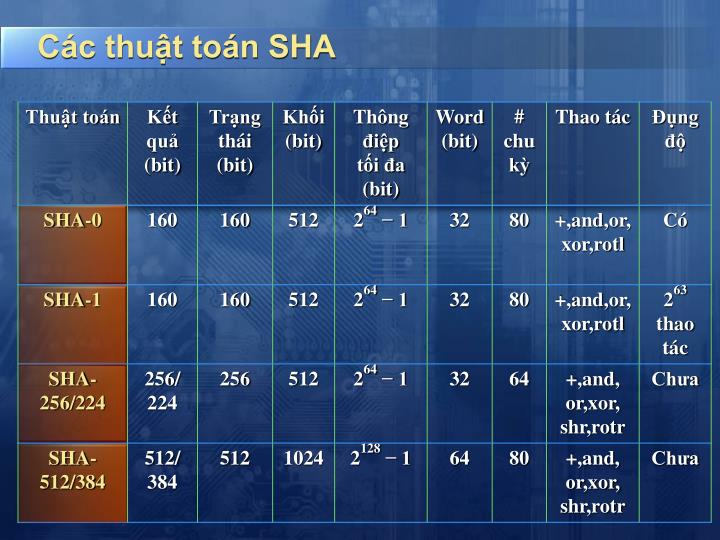 Các thuật toán SHA
Thuật toán
Kết
quả
(bit)
Trạng
thái
(bit)
Khối
(bit)
Thông
điệp
tối đa
(bit)
Word
(bit)
#
chu
kỳ
Thao tác
Đụng
độ
SHA-0
160
160
512
2^64 − 1
32
80
+,and,or,
xor,rotl
Có
SHA-1
160
160
512
2^64 − 1
32
80
+,and,or,
xor,rotl
2^63
thao
tác
SHA-
256/224
256/
224
256
512
2^64 − 1
32
64
+,and,
or,xor,
shr,rotr
Chưa
SHA-
512/384
512/
384
512
1024
2^128 − 1
64
80
+,and,
or,xor,
shr,rotr
Chưa